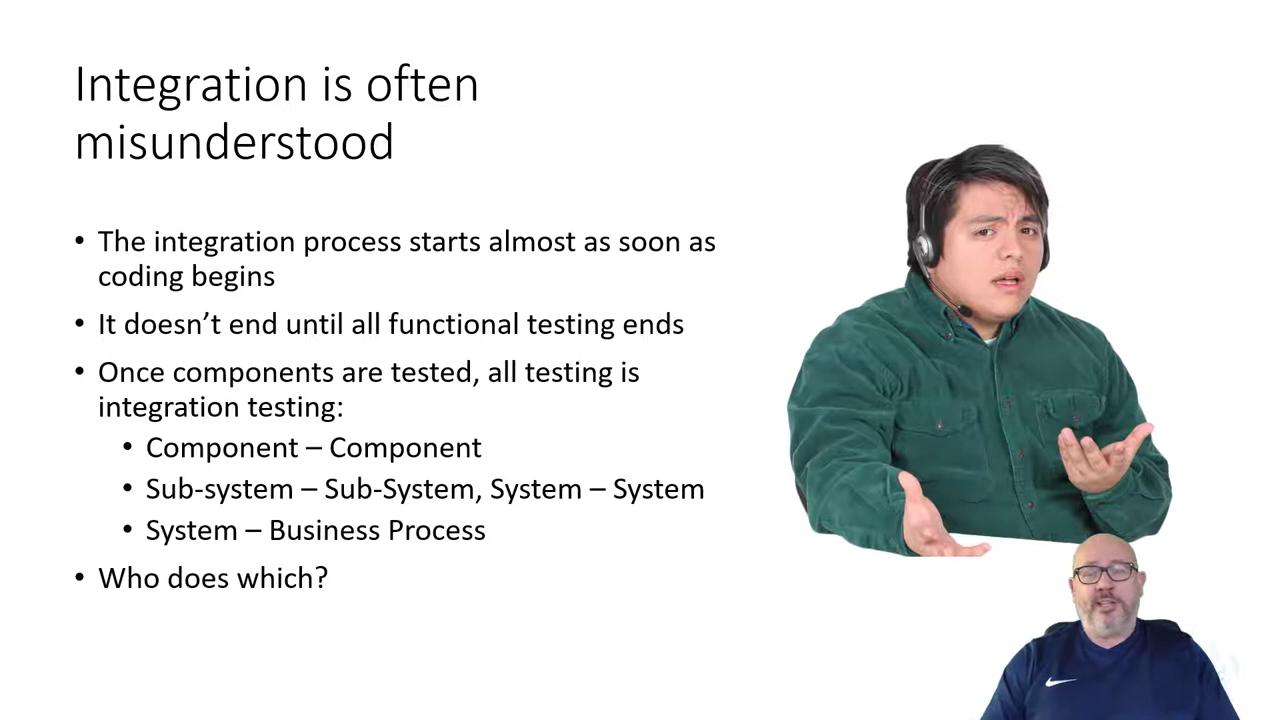 Integration is often
misunderstood
• The integration process starts almost as soon as
coding begins
• It doesn’t end until all functional testing ends
• Once components are tested, all testing is
integration testing:
• Component – Component
• Sub-system – Sub-System, System – System
• System – Business Process
• Who does which?